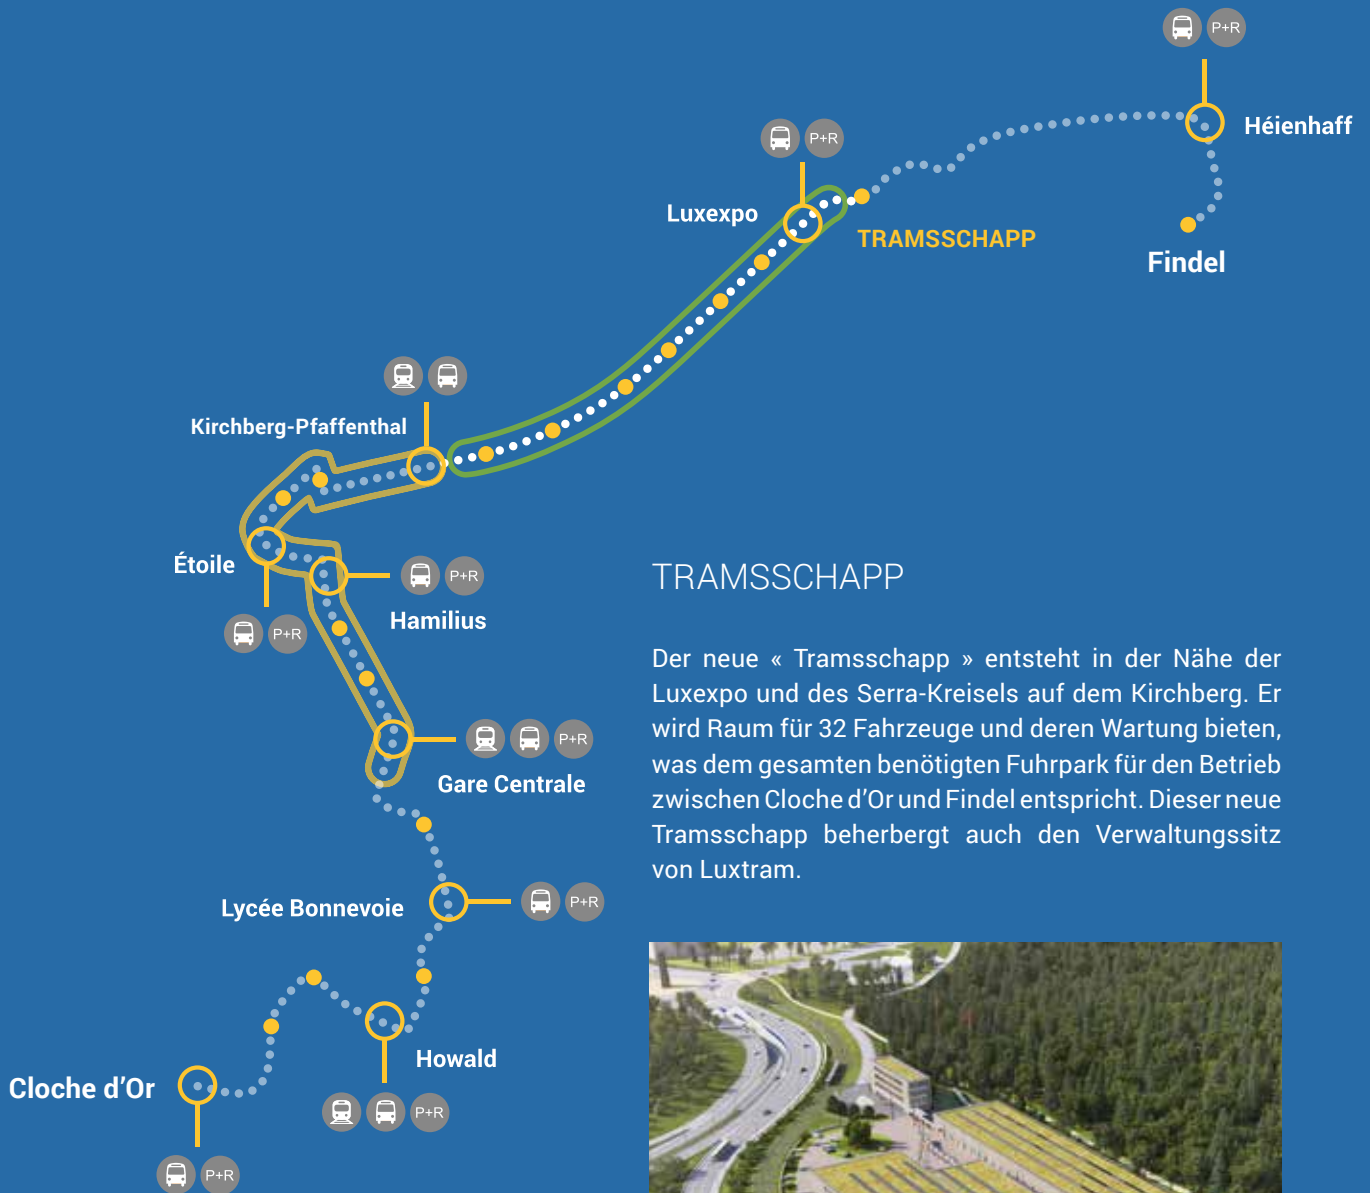 P+R
Héienhaff
P+R
Luxexpo
TRAMSSCHAPP
Findel
Kirchberg-Pfaffenthal
Étoile
P+R
Hamilius
P+R
P+R
Gare Centrale
Lycée Bonnevoie
P+R
Howald
P+R
Cloche d’Or
P+R
TRAMSSCHAPP
Der neue « Tramsschapp » entsteht in der Nähe der
Luxexpo und des Serra-Kreisels auf dem Kirchberg. Er
wird Raum für 32 Fahrzeuge und deren Wartung bieten,
was dem gesamten benötigten Fuhrpark für den Betrieb
zwischen Cloche d’Or und Findel entspricht. Dieser neue
Tramsschapp beherbergt auch den Verwaltungssitz
von Luxtram.